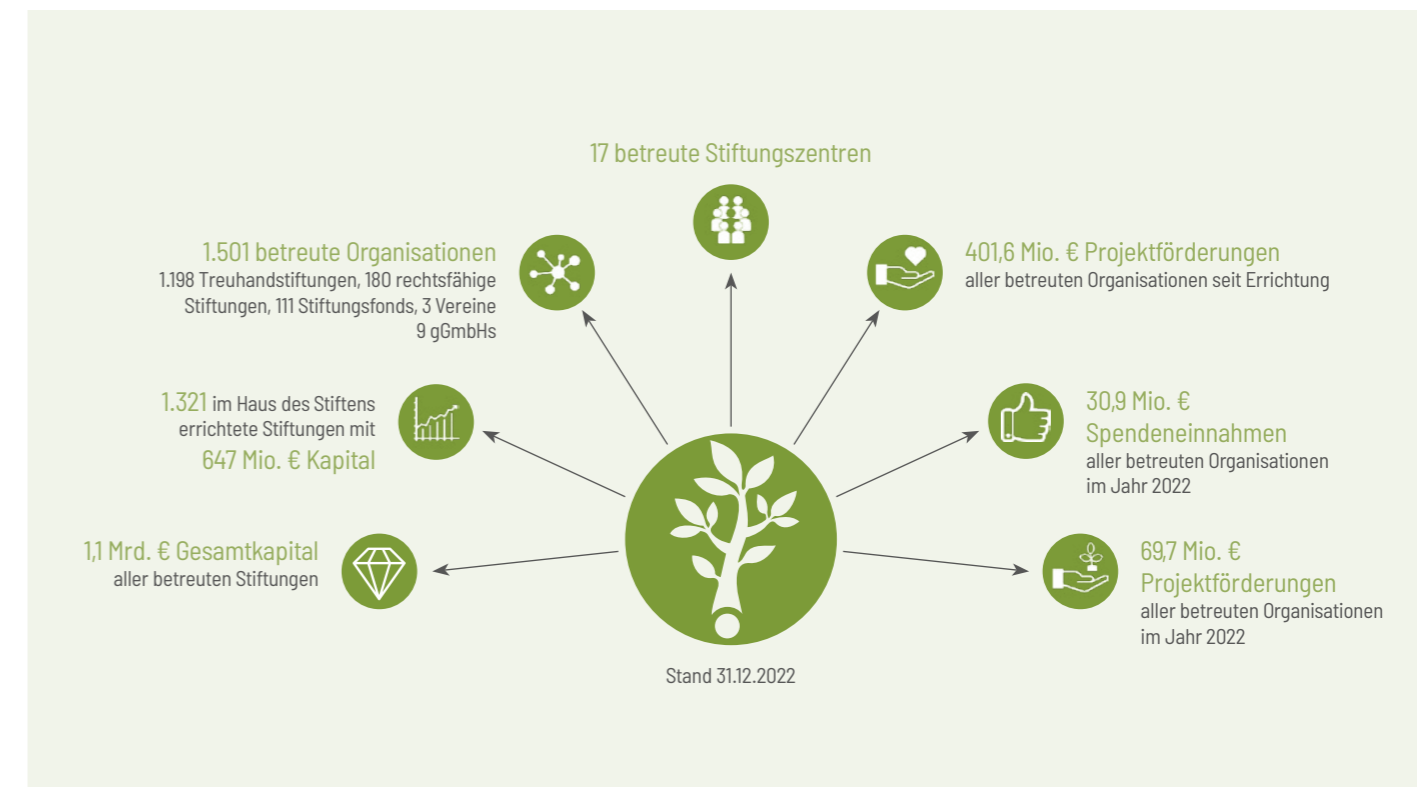 17 betreute Stiftungszentren
1.501 betreute Organisationen
1.198 Treuhandstiftungen, 180 rechtsfähige
Stiftungen, 111 Stiftungsfonds, 3 Vereine
9 gGmbHs
401,6 Mio. € Projektförderungen
aller betreuten Organisationen seit Errichtung
1.321 im Haus des Stiftens
errichtete Stiftungen mit
647 Mio. € Kapital
30,9 Mio. €
Spendeneinnahmen
aller betreuten Organisationen
im Jahr 2022
1,1 Mrd. € Gesamtkapital
aller betreuten Stiftungen
69,7 Mio. €
Projektförderungen
aller betreuten Organisationen
im Jahr 2022
Stand 31.12.2022